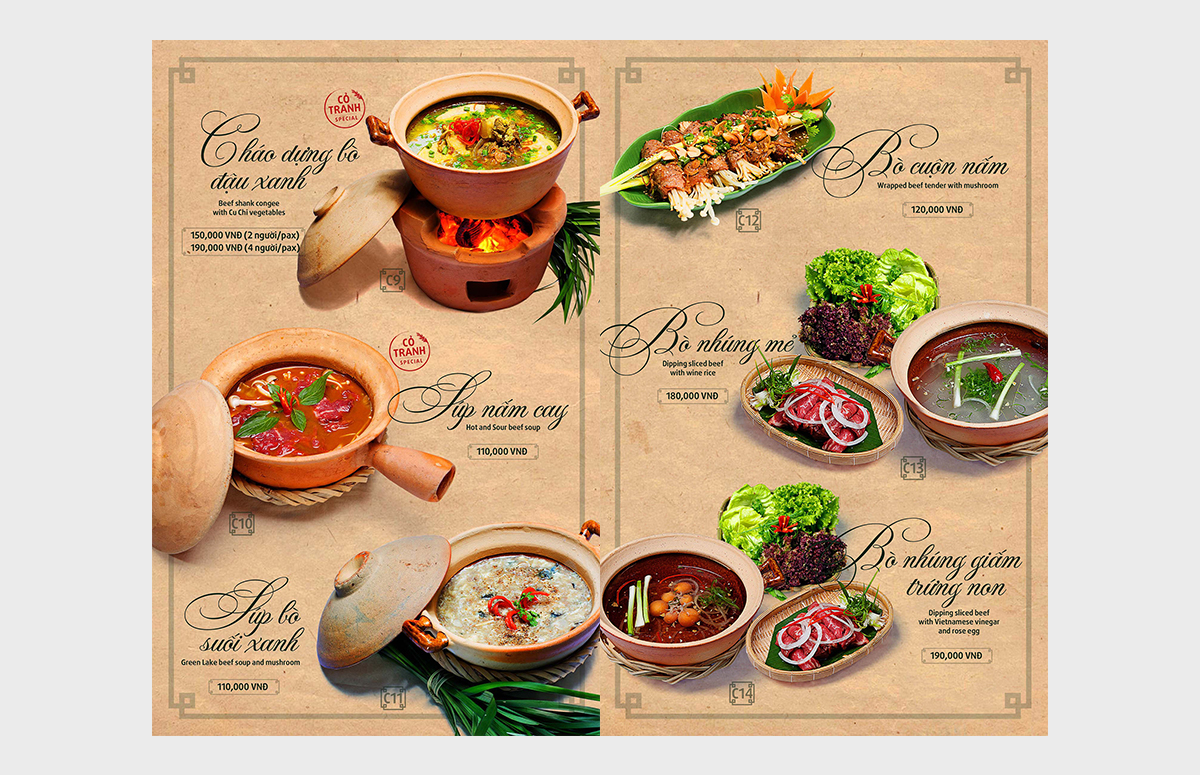 CỎ
TRANH
SPECIAL
Cháo dựng bò
đậu xanh
Beef shank congee
with Cu Chi vegetables
150,000 VNĐ (2 người/pax)
190,000 VNĐ (4 người/pax)
C9
CỎ
TRANH
SPECIAL
Súp nấm cay
Hot and Sour beef soup
110,000 VNĐ
C10
Súp bò
suối xanh
Green Lake beef soup and mushroom
110,000 VNĐ
C11
Bò cuộn nấm
Wrapped beef tender with mushroom
120,000 VNĐ
C12
Bò nhúng mẻ
Dipping sliced beef
with wine rice
180,000 VNĐ
C13
Bò nhúng giấm
trứng non
Dipping sliced beef
with Vietnamese vinegar
and rose egg
190,000 VNĐ
C14